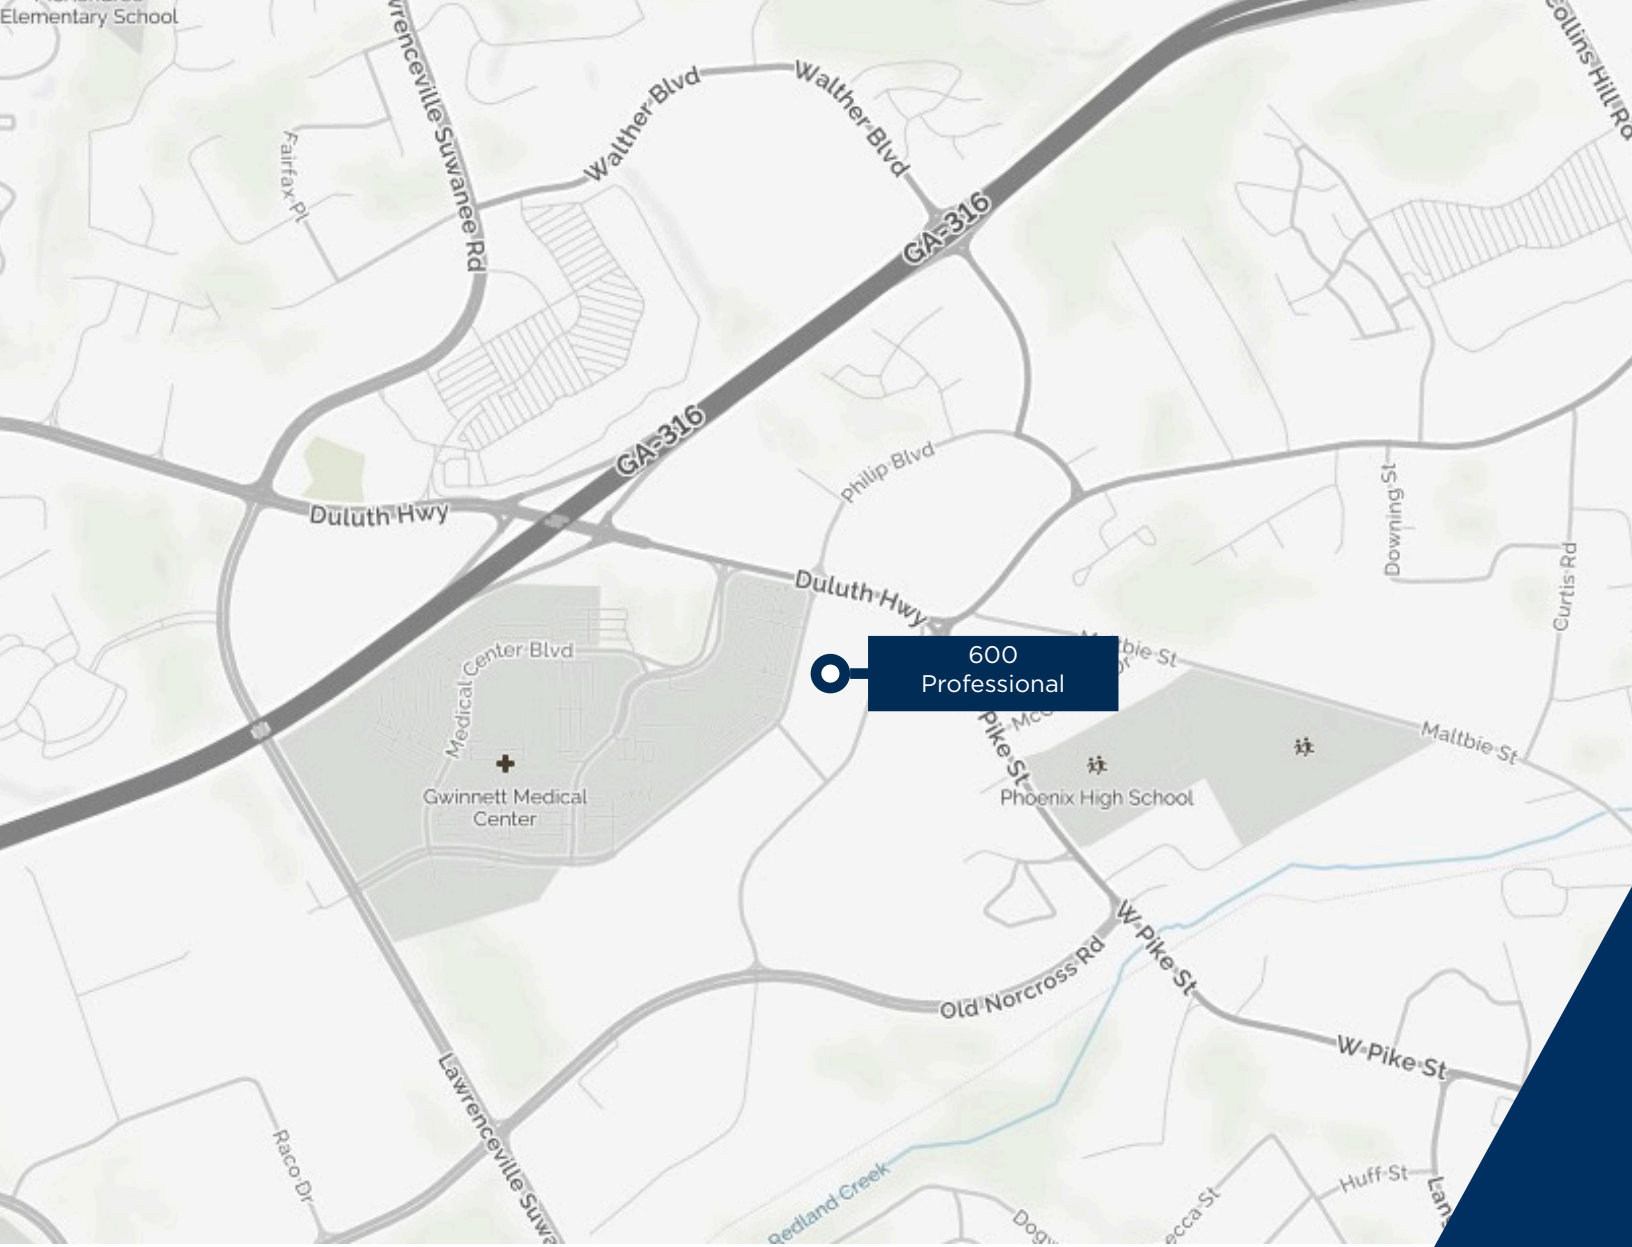 Elementary School
Collins Hill Rd
Lawrenceville Suwanee Rd
Walther Blvd
Walther Blvd
Fairfax Pl
GA-316
GA-316
Philip Blvd
Downing St
Duluth Hwy
Duluth Hwy
Curtis Rd
Maltbie St
600
Professional
Medical Center Blvd
Pike St
Maltbie St
Gwinnett Medical
Center
Phoenix High School
W Pike St
Old Norcross Rd
W Pike St
Lawrenceville Suwa
Raco Dr
Redland Creek
Huff St